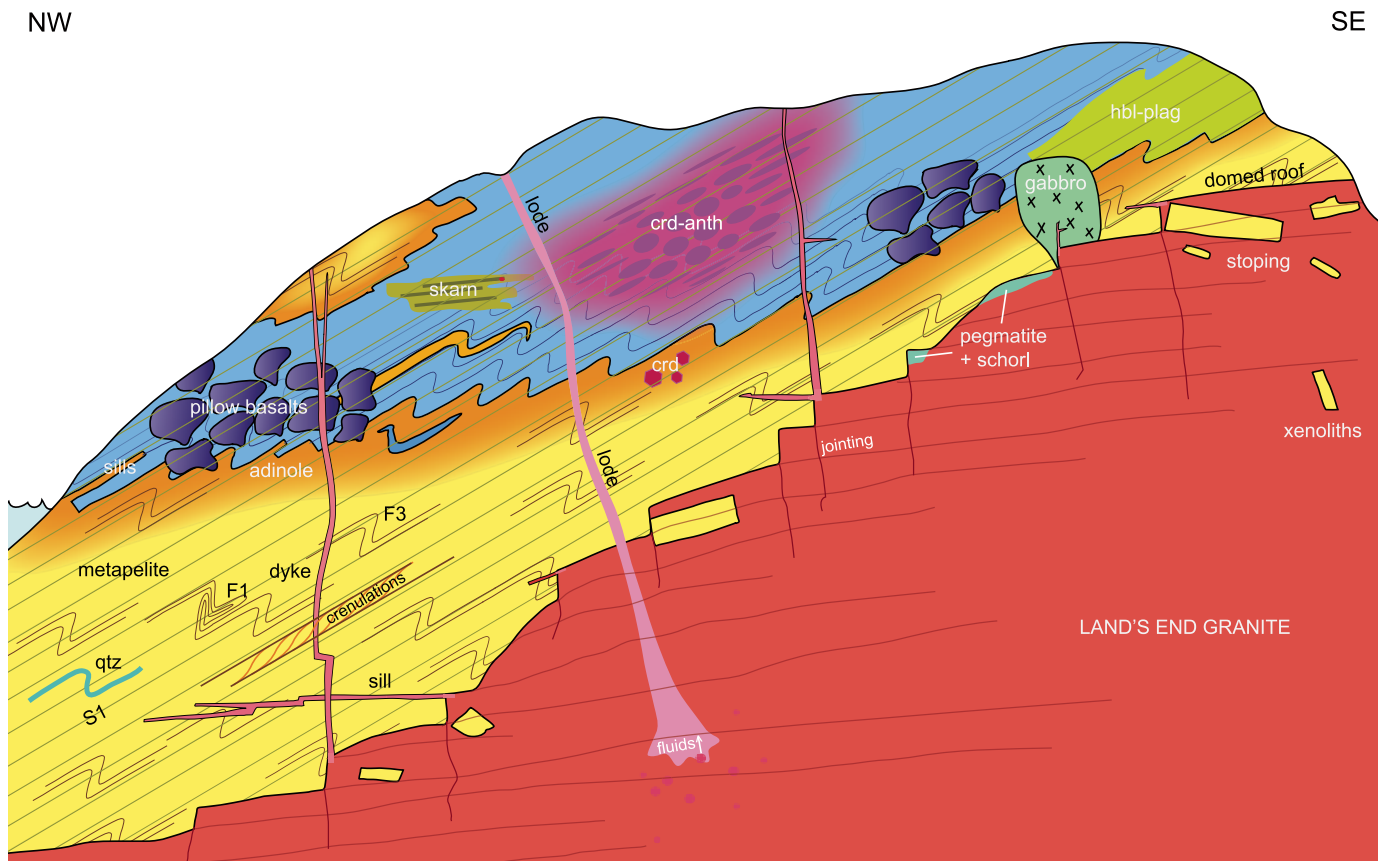 NW
SE
hbl-plag
gabbro
domed roof
lode
crd-anth
stoping
skarn
pegmatite
+ schorl
crd
pillow basalts
xenoliths
jointing
sills
adinole
lode
F3
metapelite
dyke
F1
crenulations
LAND'S END GRANITE
qtz
sill
S1
fluids